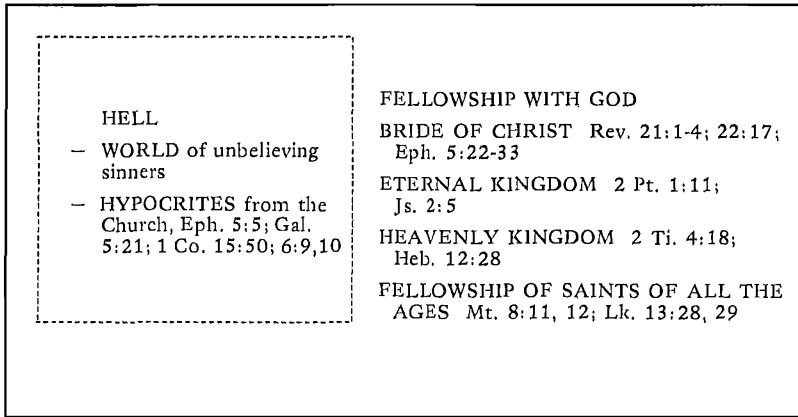 HELL
— WORLD of unbelieving
sinners
— HYPOCRITES from the
Church, Eph. 5:5; Gal.
5:21; 1 Co. 15:50; 6:9,10
FELLOWSHIP WITH GOD
BRIDE OF CHRIST Rev. 21:1-4; 22:17;
Eph. 5:22-33
ETERNAL KINGDOM 2 Pt. 1:11;
Js. 2:5
HEAVENLY KINGDOM 2 Ti. 4:18;
Heb. 12:28
FELLOWSHIP OF SAINTS OF ALL THE
AGES Mt. 8:11, 12; Lk. 13:28, 29